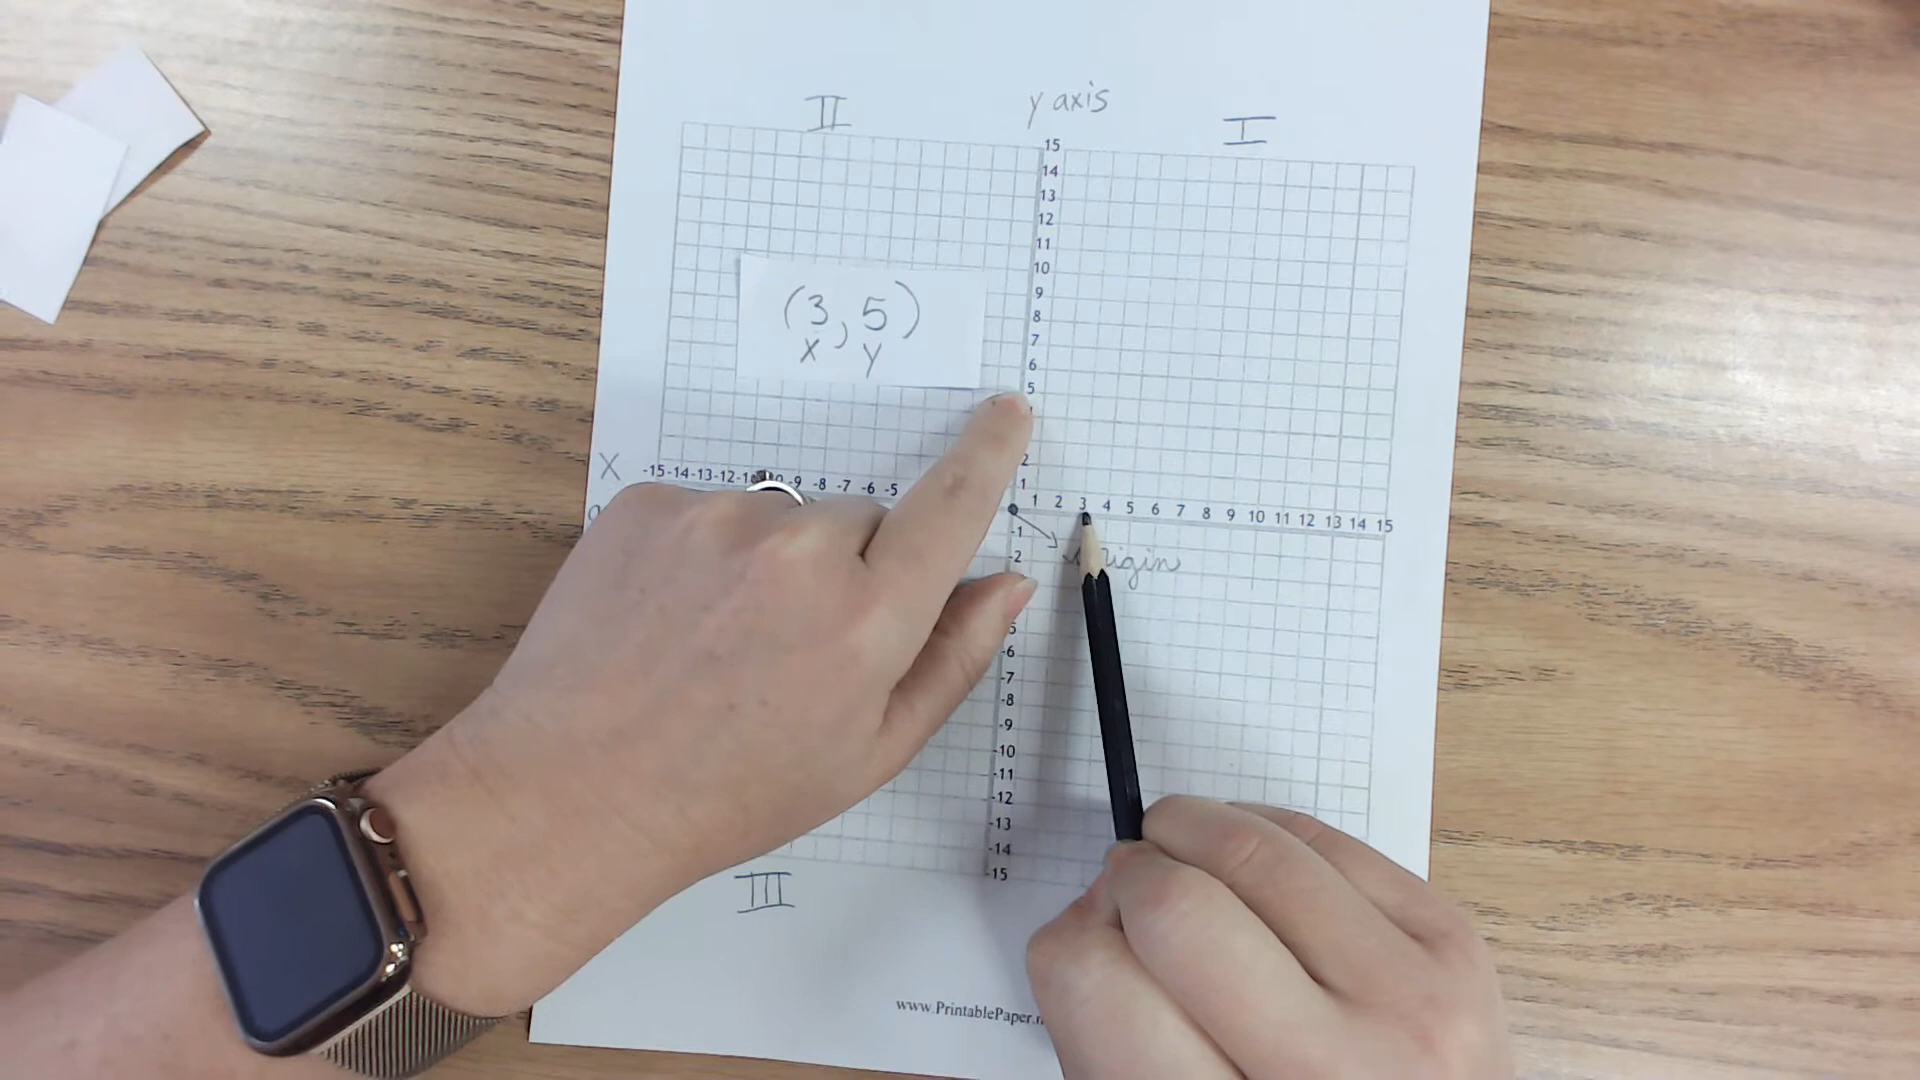 II
y axis
I
15
14
13
12
11
10
9
8
7
6
5
(3, 5)
x y
2
1
X
-15 -14 -13 -12 -9 -8 -7 -6 -5
1 2 3 4 5 6 7 8 9 10 11 12 13 14 15
-1
-2
origin
5
-6
-7
-8
-9
-10
-11
-12
-13
-14
-15
III
www.PrintablePaper.n